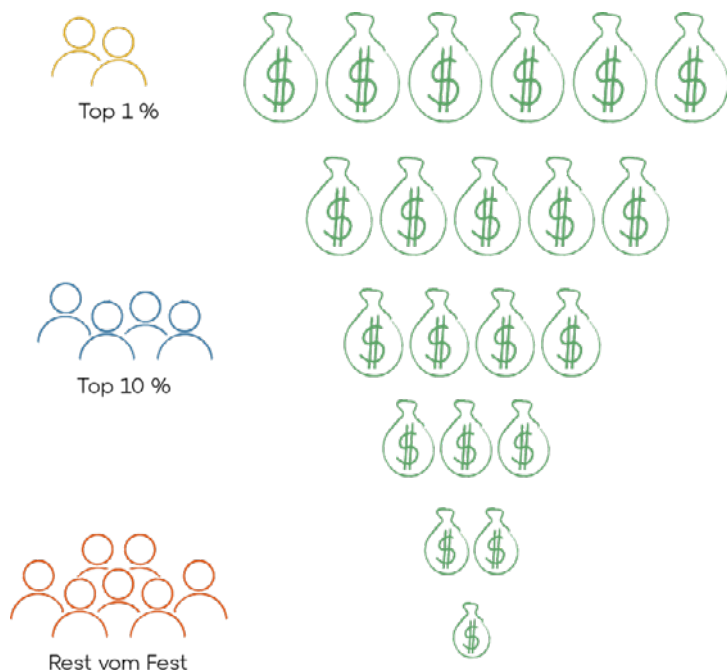 Top 1 %
$ $ $ $ $ $
$ $ $ $ $
Top 10 %
$ $ $ $
$ $ $
$ $
$
Rest vom Fest